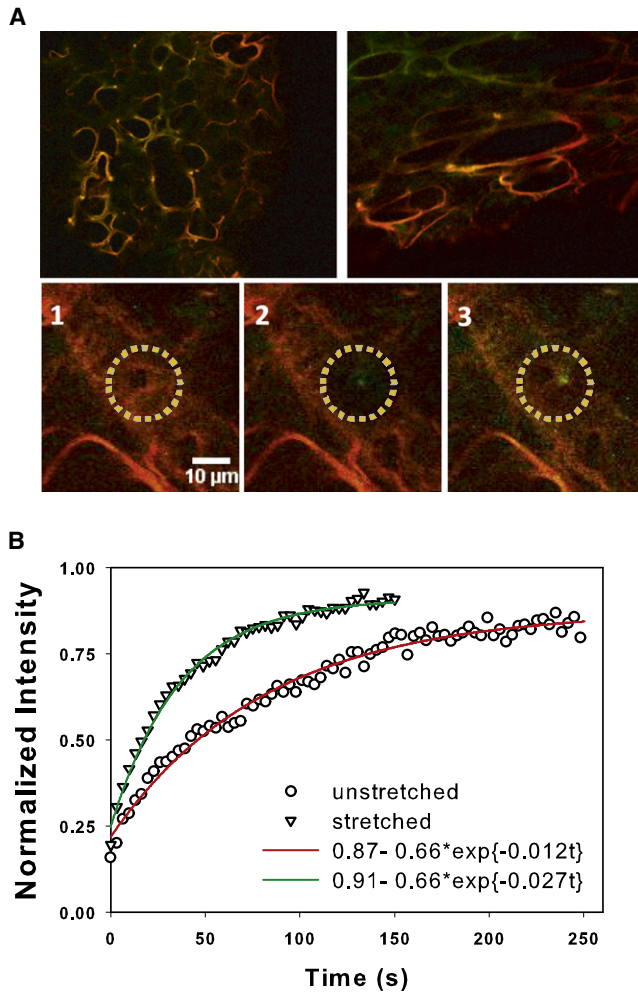 A
1
2
3
10 µm
B
Normalized Intensity
1.00
0.75
0.50
0.25
0.00
unstretched
stretched
0.87- 0.66*exp{-0.012t}
0.91- 0.66*exp{-0.027t}
0
50
100
150
200
250
Time (s)